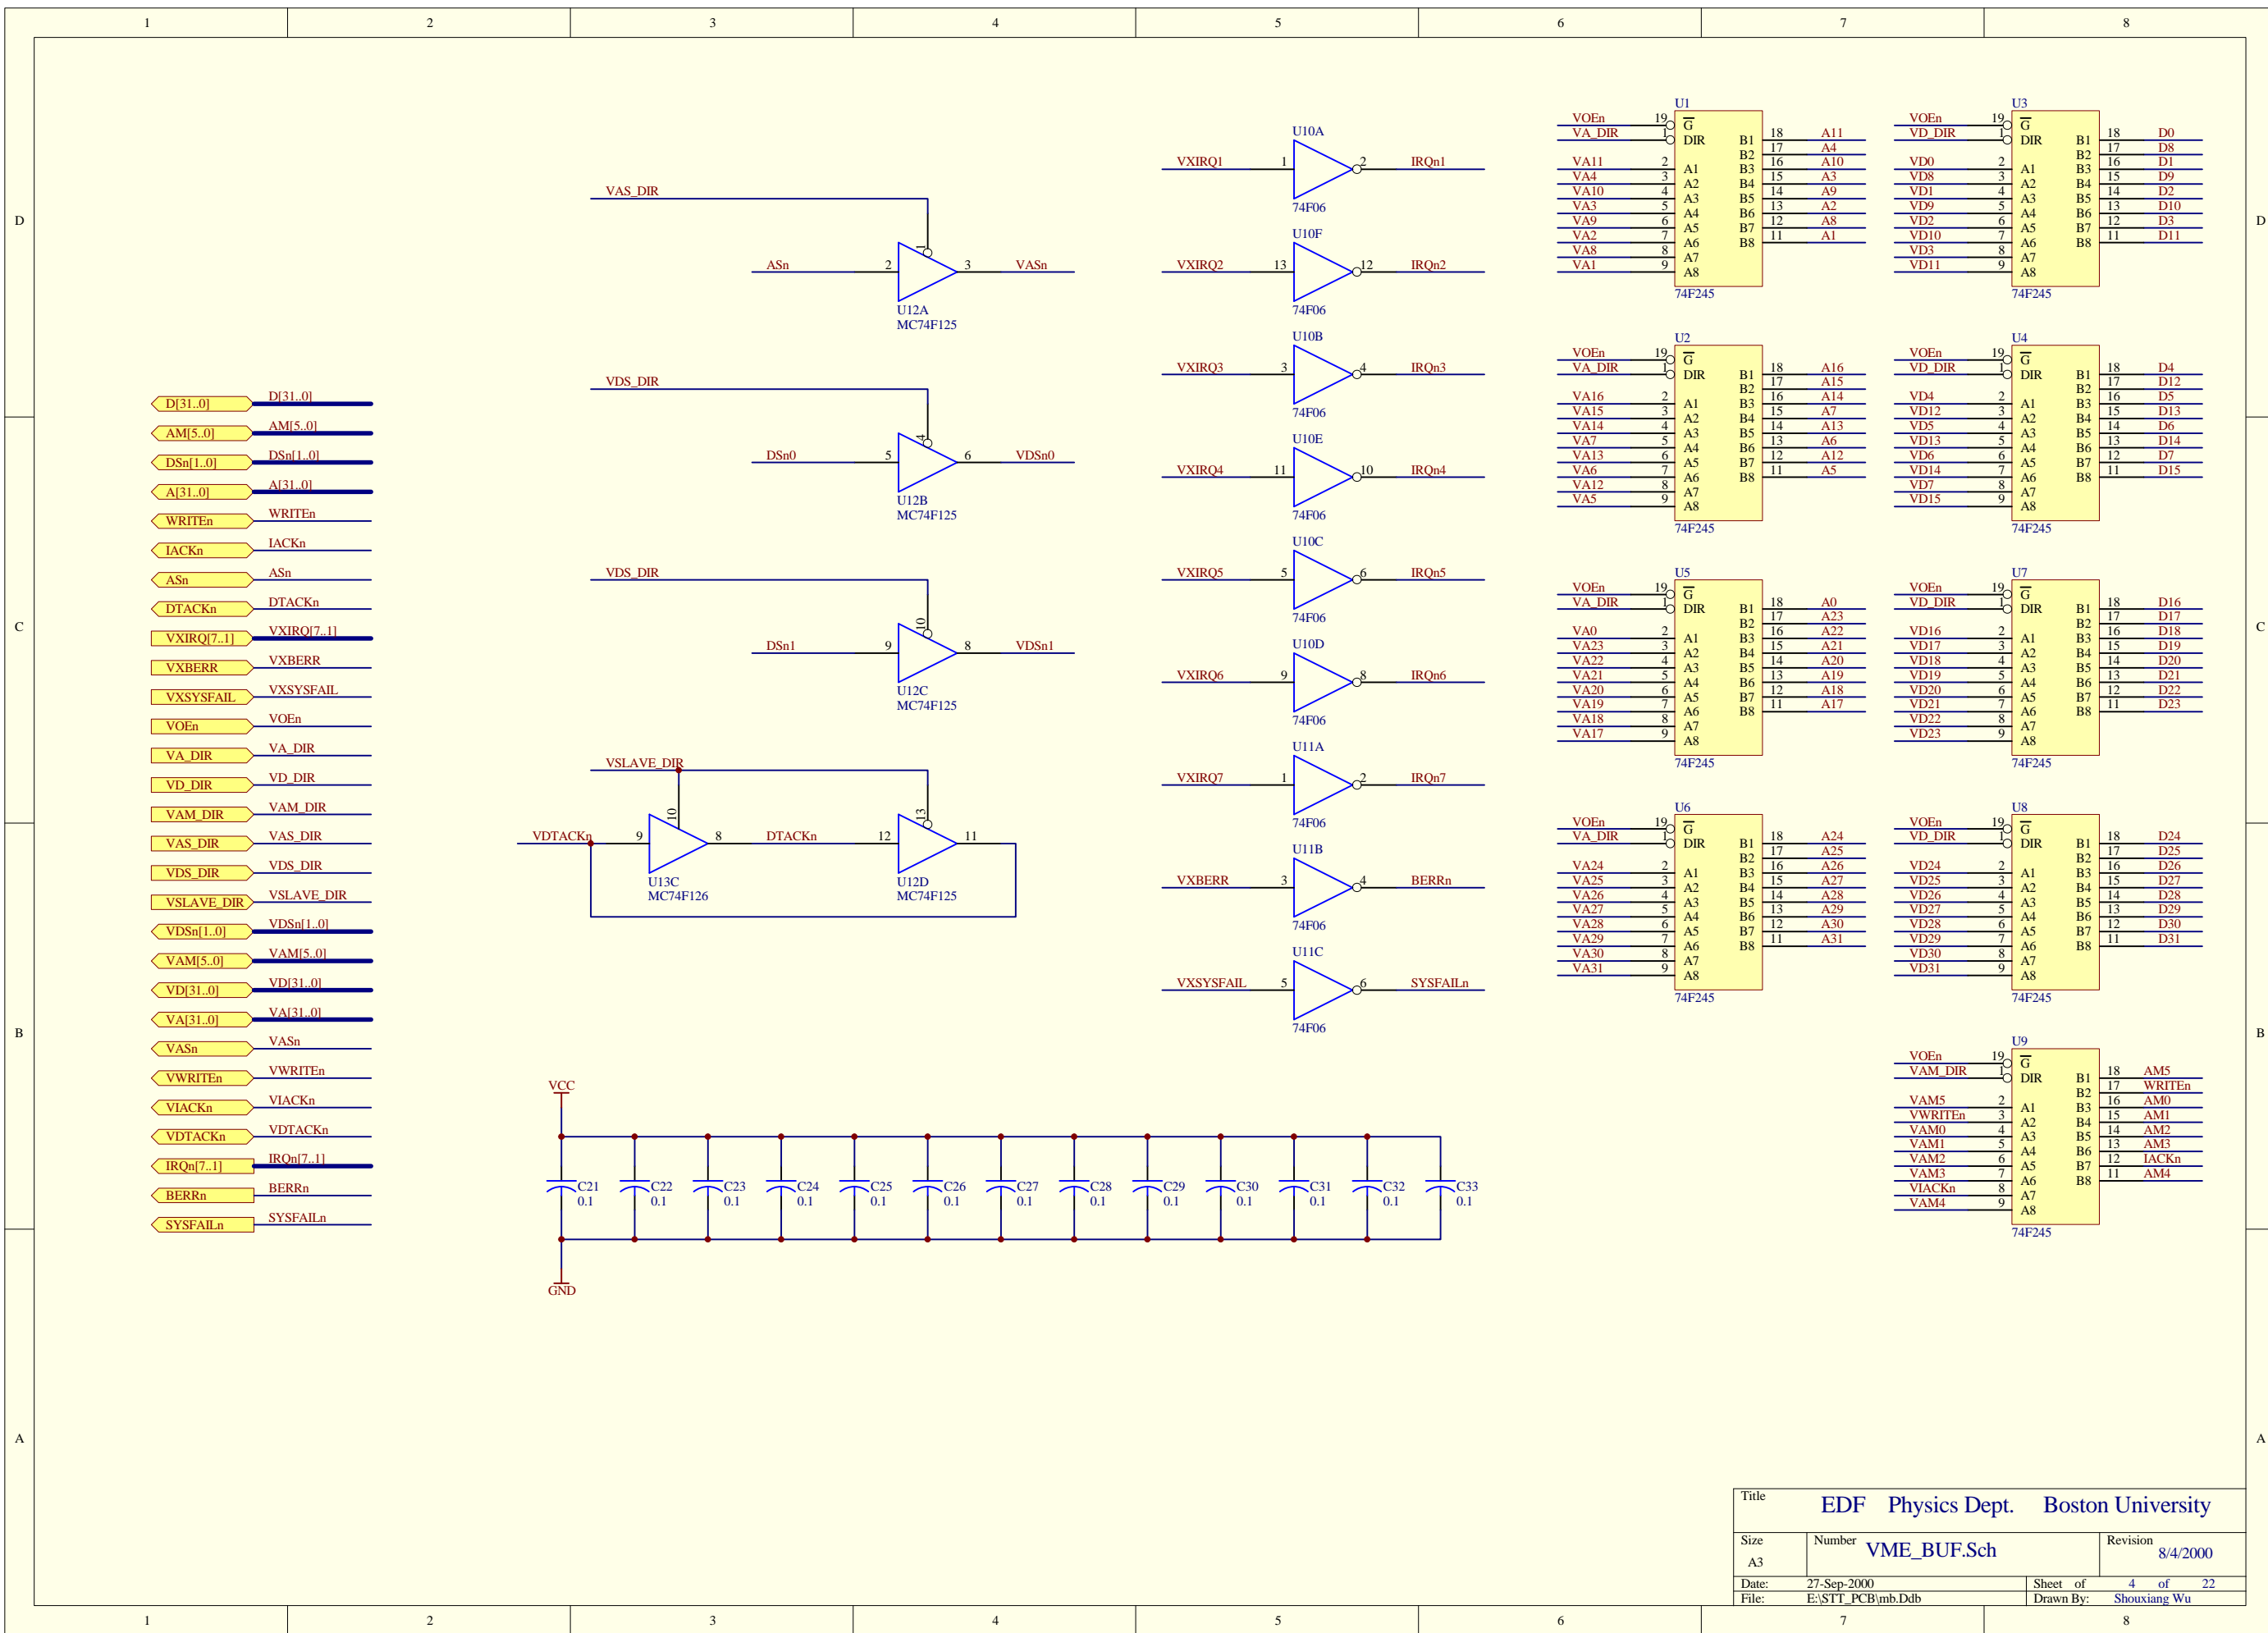 1 2 3 4 5 6 7 8
D
C
B
A
D[31..0] D[31..0]
AM[5..0] AM[5..0]
DSn[1..0] DSn[1..0]
A[31..0] A[31..0]
WRITEn WRITEn
IACKn IACKn
ASn ASn
DTACKn DTACKn
VXIRQ[7..1] VXIRQ[7..1]
VXBERR VXBERR
VXSYSFAIL VXSYSFAIL
VOEn VOEn
VA_DIR VA_DIR
VD_DIR VD_DIR
VAM_DIR VAM_DIR
VAS_DIR VAS_DIR
VDS_DIR VDS_DIR
VSLAVE_DIR VSLAVE_DIR
VDSn[1..0] VDSn[1..0]
VAM[5..0] VAM[5..0]
VD[31..0] VD[31..0]
VA[31..0] VA[31..0]
VASn VASn
VWRITEn VWRITEn
VIACKn VIACKn
VDTACKn VDTACKn
IRQn[7..1] IRQn[7..1]
BERRn BERRn
SYSFAILn SYSFAILn
VAS_DIR
1
ASn 2 3 VASn
U12A
MC74F125
VDS_DIR
4
DSn0 5 6 VDSn0
U12B
MC74F125
VDS_DIR
10
DSn1 9 8 VDSn1
U12C
MC74F125
VSLAVE_DIR
10 13
VDTACKn 9 8 DTACKn 12 11
U13C U12D
MC74F126 MC74F125
VCC
C21 C22 C23 C24 C25 C26 C27 C28 C29 C30 C31 C32 C33
0.1 0.1 0.1 0.1 0.1 0.1 0.1 0.1 0.1 0.1 0.1 0.1 0.1
GND
U10A
VXIRQ1 1 2 IRQn1
74F06
U10F
VXIRQ2 13 12 IRQn2
74F06
U10B
VXIRQ3 3 4 IRQn3
74F06
U10E
VXIRQ4 11 10 IRQn4
74F06
U10C
VXIRQ5 5 6 IRQn5
74F06
U10D
VXIRQ6 9 8 IRQn6
74F06
U11A
VXIRQ7 1 2 IRQn7
74F06
U11B
VXBERR 3 4 BERRn
74F06
U11C
VXSYSFAIL 5 6 SYSFAILn
74F06
U1
VOEn 19 G
VA_DIR 1 DIR B1 18 A11
B2 17 A4
VA11 2 A1 B3 16 A10
VA4 3 A2 B4 15 A3
VA10 4 A3 B5 14 A9
VA3 5 A4 B6 13 A2
VA9 6 A5 B7 12 A8
VA2 7 A6 B8 11 A1
VA8 8 A7
VA1 9 A8
74F245
U2
VOEn 19 G
VA_DIR 1 DIR B1 18 A16
B2 17 A15
VA16 2 A1 B3 16 A14
VA15 3 A2 B4 15 A7
VA14 4 A3 B5 14 A13
VA7 5 A4 B6 13 A6
VA13 6 A5 B7 12 A12
VA6 7 A6 B8 11 A5
VA12 8 A7
VA5 9 A8
74F245
U5
VOEn 19 G
VA_DIR 1 DIR B1 18 A0
B2 17 A23
VA0 2 A1 B3 16 A22
VA23 3 A2 B4 15 A21
VA22 4 A3 B5 14 A20
VA21 5 A4 B6 13 A19
VA20 6 A5 B7 12 A18
VA19 7 A6 B8 11 A17
VA18 8 A7
VA17 9 A8
74F245
U6
VOEn 19 G
VA_DIR 1 DIR B1 18 A24
B2 17 A25
VA24 2 A1 B3 16 A26
VA25 3 A2 B4 15 A27
VA26 4 A3 B5 14 A28
VA27 5 A4 B6 13 A29
VA28 6 A5 B7 12 A30
VA29 7 A6 B8 11 A31
VA30 8 A7
VA31 9 A8
74F245
U3
VOEn 19 G
VD_DIR 1 DIR B1 18 D0
B2 17 D8
VD0 2 A1 B3 16 D1
VD8 3 A2 B4 15 D9
VD1 4 A3 B5 14 D2
VD9 5 A4 B6 13 D10
VD2 6 A5 B7 12 D3
VD10 7 A6 B8 11 D11
VD3 8 A7
VD11 9 A8
74F245
U4
VOEn 19 G
VD_DIR 1 DIR B1 18 D4
B2 17 D12
VD4 2 A1 B3 16 D5
VD12 3 A2 B4 15 D13
VD5 4 A3 B5 14 D6
VD13 5 A4 B6 13 D14
VD6 6 A5 B7 12 D7
VD14 7 A6 B8 11 D15
VD7 8 A7
VD15 9 A8
74F245
U7
VOEn 19 G
VD_DIR 1 DIR B1 18 D16
B2 17 D17
VD16 2 A1 B3 16 D18
VD17 3 A2 B4 15 D19
VD18 4 A3 B5 14 D20
VD19 5 A4 B6 13 D21
VD20 6 A5 B7 12 D22
VD21 7 A6 B8 11 D23
VD22 8 A7
VD23 9 A8
74F245
U8
VOEn 19 G
VD_DIR 1 DIR B1 18 D24
B2 17 D25
VD24 2 A1 B3 16 D26
VD25 3 A2 B4 15 D27
VD26 4 A3 B5 14 D28
VD27 5 A4 B6 13 D29
VD28 6 A5 B7 12 D30
VD29 7 A6 B8 11 D31
VD30 8 A7
VD31 9 A8
74F245
U9
VOEn 19 G
VAM_DIR 1 DIR B1 18 AM5
B2 17 WRITEn
VAM5 2 A1 B3 16 AM0
VWRITEn 3 A2 B4 15 AM1
VAM0 4 A3 B5 14 AM2
VAM1 5 A4 B6 13 AM3
VAM2 6 A5 B7 12 IACKn
VAM3 7 A6 B8 11 AM4
VIACKn 8 A7
VAM4 9 A8
74F245
D
C
B
A
Title EDF Physics Dept. Boston University
Size A3 Number VME_BUF.Sch Revision 8/4/2000
Date: 27-Sep-2000 Sheet of 4 of 22
File: E:\STT_PCB\mb.Ddb Drawn By: Shouxiang Wu
1 2 3 4 5 6 7 8